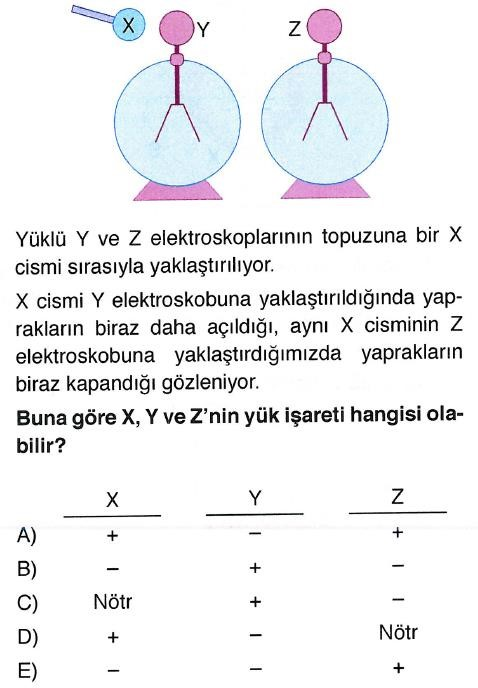 X Y Z
Yüklü Y ve Z elektroskoplarının topuzuna bir X
cismi sırasıyla yaklaştırılıyor.
X cismi Y elektroskobuna yaklaştırıldığında yap-
rakların biraz daha açıldığı, aynı X cisminin Z
elektroskobuna yaklaştırdığımızda yaprakların
biraz kapandığı gözleniyor.
Buna göre X, Y ve Z'nin yük işareti hangisi ola-
bilir?
X Y Z
A) + – +
B) – + –
C) Nötr + –
D) + – Nötr
E) – – +